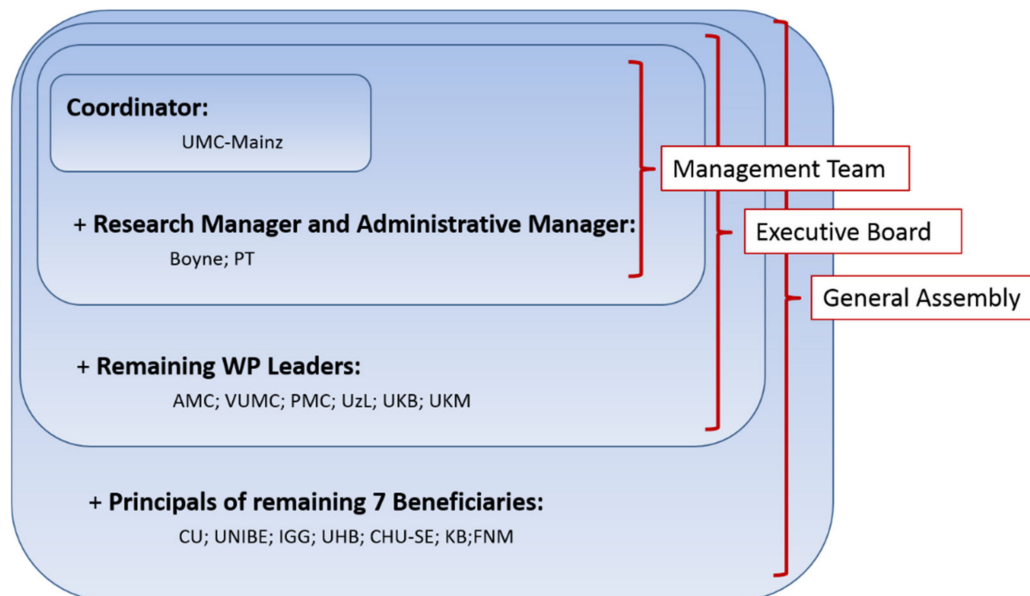 Coordinator:
UMC-Mainz
+ Research Manager and Administrative Manager:
Boyne; PT
+ Remaining WP Leaders:
AMC; VUMC; PMC; UzL; UKB; UKM
+ Principals of remaining 7 Beneficiaries:
CU; UNIBE; IGG; UHB; CHU-SE; KB;FNM
Management Team
Executive Board
General Assembly